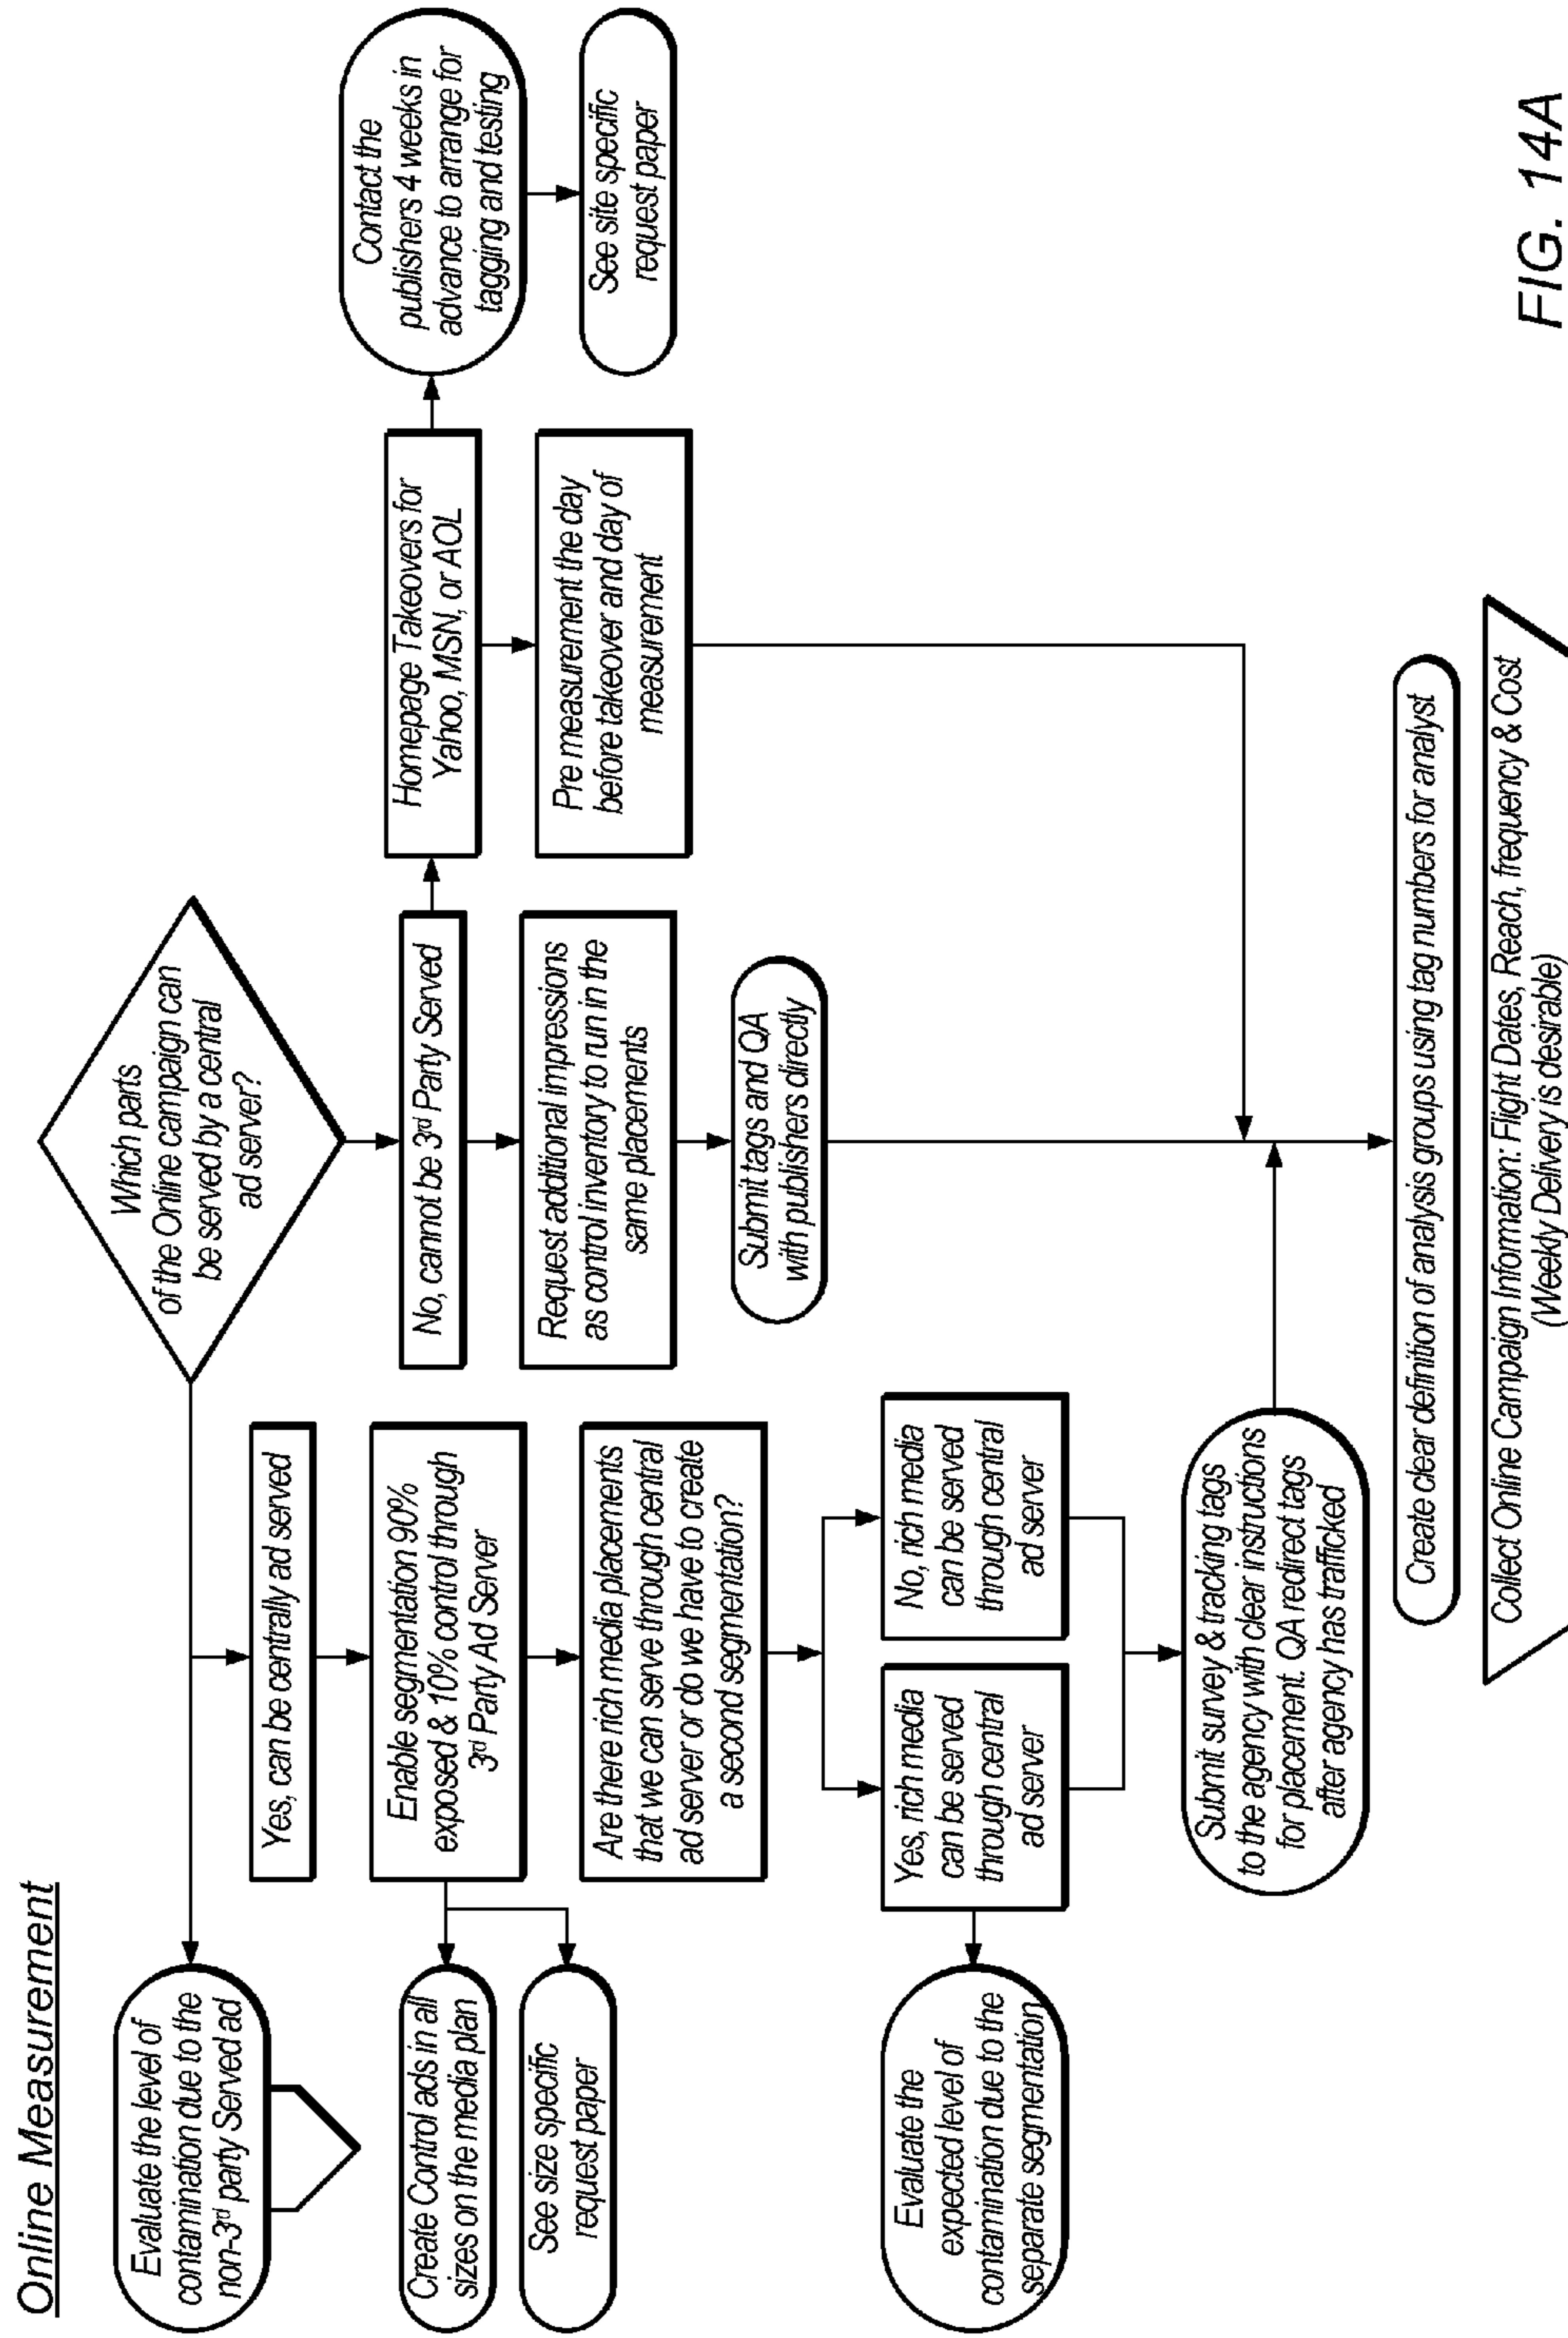 Online Measurement
Which parts
of the Online campaign can
be served by a central
ad server?
Evaluate the level of
contamination due to the
non-3rd party Served ad
Yes, can be centrally ad served
No, cannot be 3rd Party Served
Homepage Takeovers for
Yahoo, MSN, or AOL
Contact the
publishers 4 weeks in
advance to arrange for
tagging and testing
See site specific
request paper
Create Control ads in all
sizes on the media plan
See size specific
request paper
Enable segmentation 90%
exposed & 10% control through
3rd Party Ad Server
Request additional impressions
as control inventory to run in the
same placements
Pre measurement the day
before takeover and day of
measurement
Are there rich media placements
that we can serve through central
ad server or do we have to create
a second segmentation?
Submit tags and QA
with publishers directly
Evaluate the
expected level of
contamination due to the
separate segmentation
Yes, rich media
can be served
through central
ad server
No, rich media
can be served
through central
ad server
Submit survey & tracking tags
to the agency with clear instructions
for placement. QA redirect tags
after agency has trafficked
Create clear definition of analysis groups using tag numbers for analyst
Collect Online Campaign Information: Flight Dates, Reach, frequency & Cost
(Weekly Delivery is desirable)
FIG. 14A